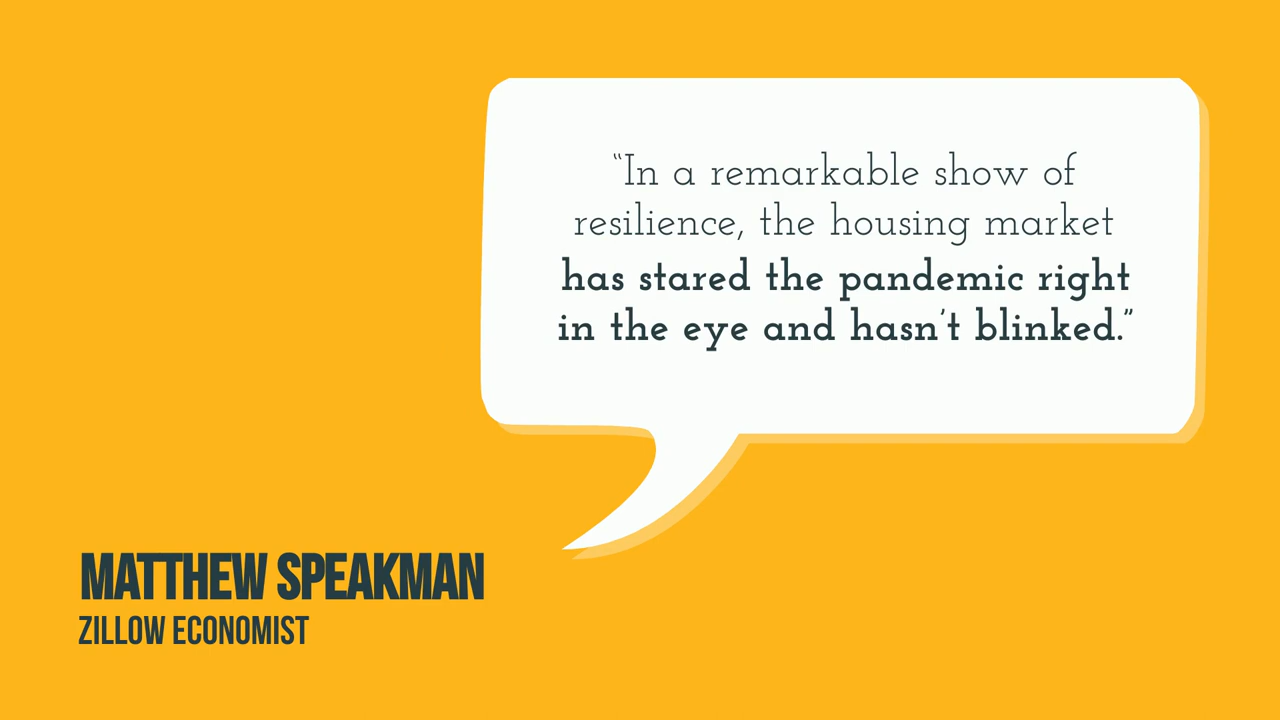 “In a remarkable show of
resilience, the housing market
has stared the pandemic right
in the eye and hasn’t blinked.”
MATTHEW SPEAKMAN
ZILLOW ECONOMIST